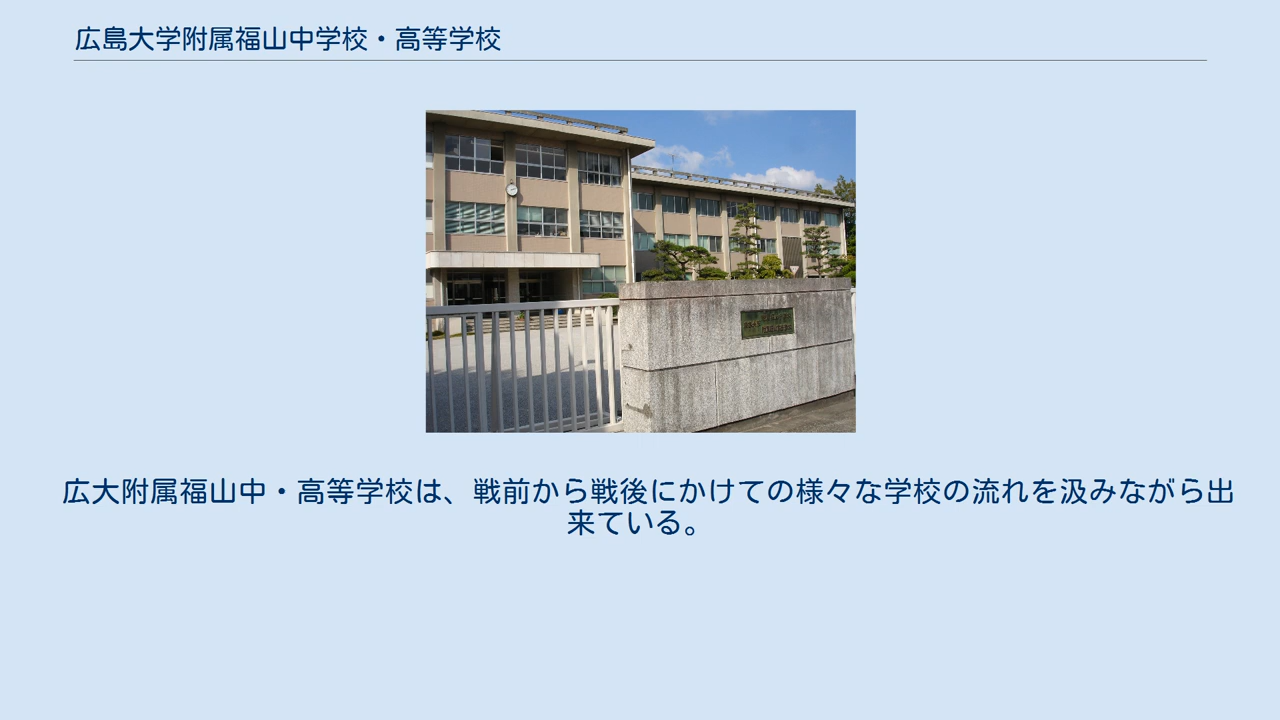 広島大学附属福山中学校・高等学校
広大附属福山中・高等学校は、戦前から戦後にかけての様々な学校の流れを汲みながら出
来ている。